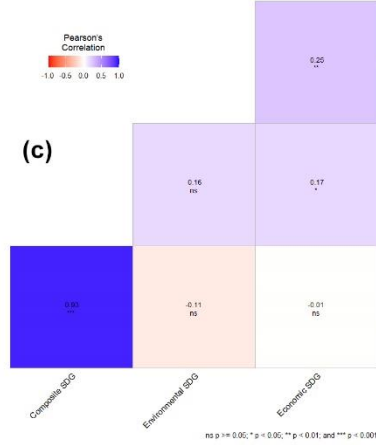 Pearson's
Correlation
-1.0 -0.5 0.0 0.5 1.0
0.25
**
(c)
0.16
ns
0.17
*
-0.11
ns
-0.01
ns
Composite SDG
Environmental SDG
Economic SDG
ns p >= 0.05; * p < 0.05; ** p < 0.01; and *** p < 0.001